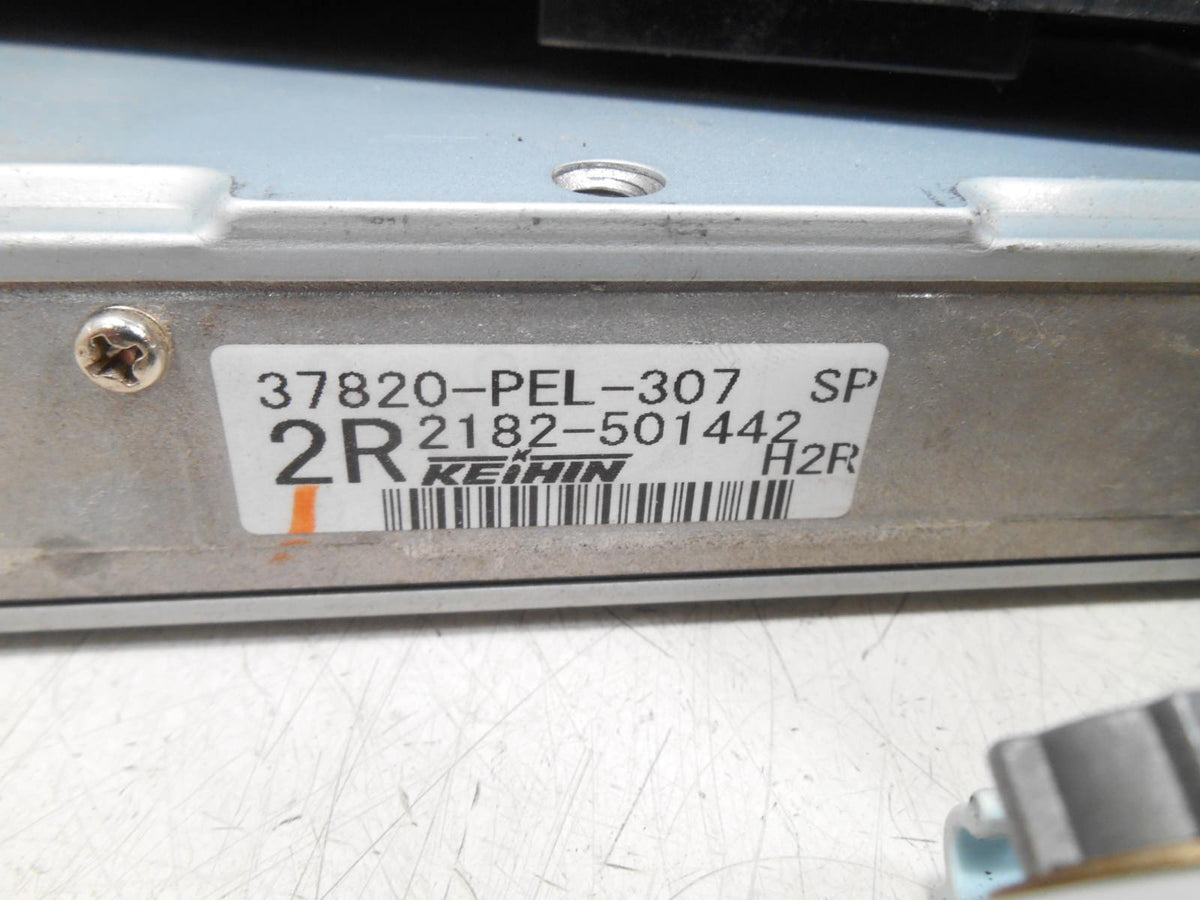 37820-PEL-307 SP
2R 2182-501442
KEIHIN H2R